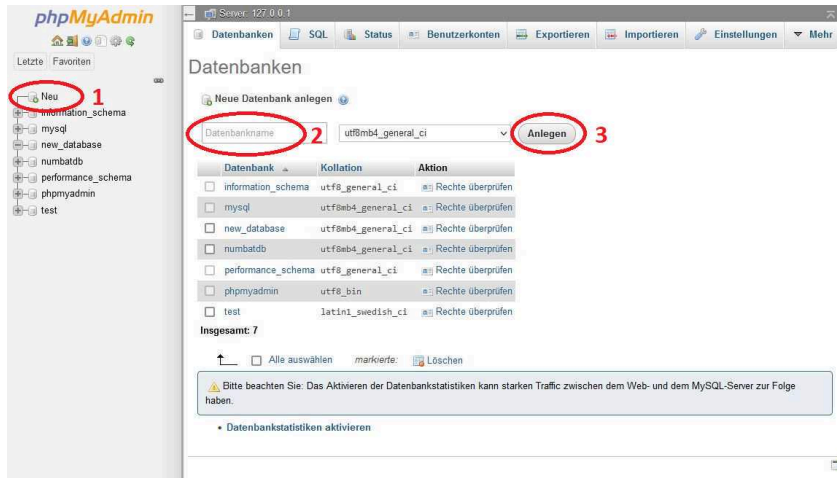 phpMyAdmin
Letzte Favoriten
Neu 1
information_schema
mysql
new_database
numbatdb
performance_schema
phpmyadmin
test
Server: 127.0.0.1
Datenbanken SQL Status Benutzerkonten Exportieren Importieren Einstellungen Mehr
Datenbanken
Neue Datenbank anlegen
Datenbankname 2 utf8mb4_general_ci Anlegen 3
Datenbank Kollation Aktion
information_schema utf8_general_ci Rechte überprüfen
mysql utf8mb4_general_ci Rechte überprüfen
new_database utf8mb4_general_ci Rechte überprüfen
numbatdb utf8mb4_general_ci Rechte überprüfen
performance_schema utf8_general_ci Rechte überprüfen
phpmyadmin utf8_bin Rechte überprüfen
test latin1_swedish_ci Rechte überprüfen
Insgesamt: 7
Alle auswählen markierte: Löschen
Bitte beachten Sie: Das Aktivieren der Datenbankstatistiken kann starken Traffic zwischen dem Web- und dem MySQL-Server zur Folge
haben.
• Datenbankstatistiken aktivieren